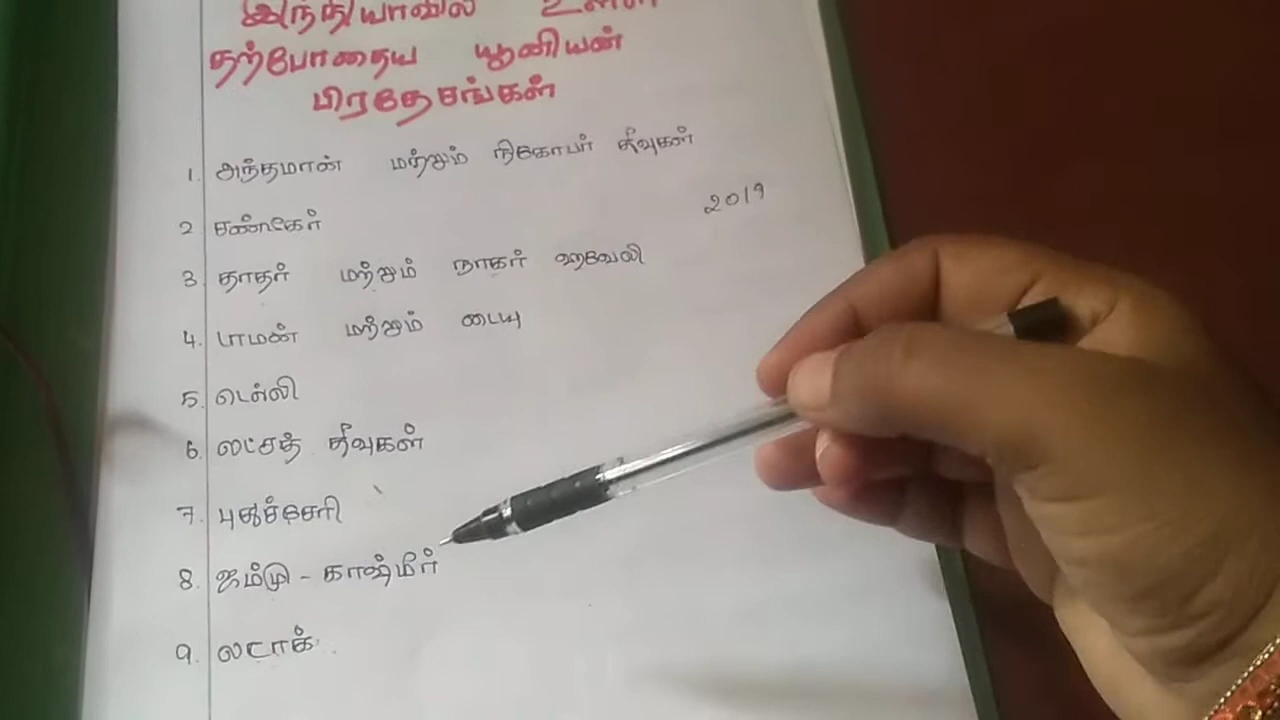 இந்தியாவில் உள்ள
தற்போதைய யூனியன்
பிரதேசங்கள்
1. அந்தமான் மற்றும் நிகோபர் தீவுகள்
2 சண்டிகேர்
2019
3 தாதர் மற்றும் நாகர் ஹவேலி
4. டாமன் மற்றும் டையு
5. டெல்லி
6. லட்சத் தீவுகள்
7. புதுச்சேரி
8. ஜம்மு - காஷ்மீர்
9. லடாக்